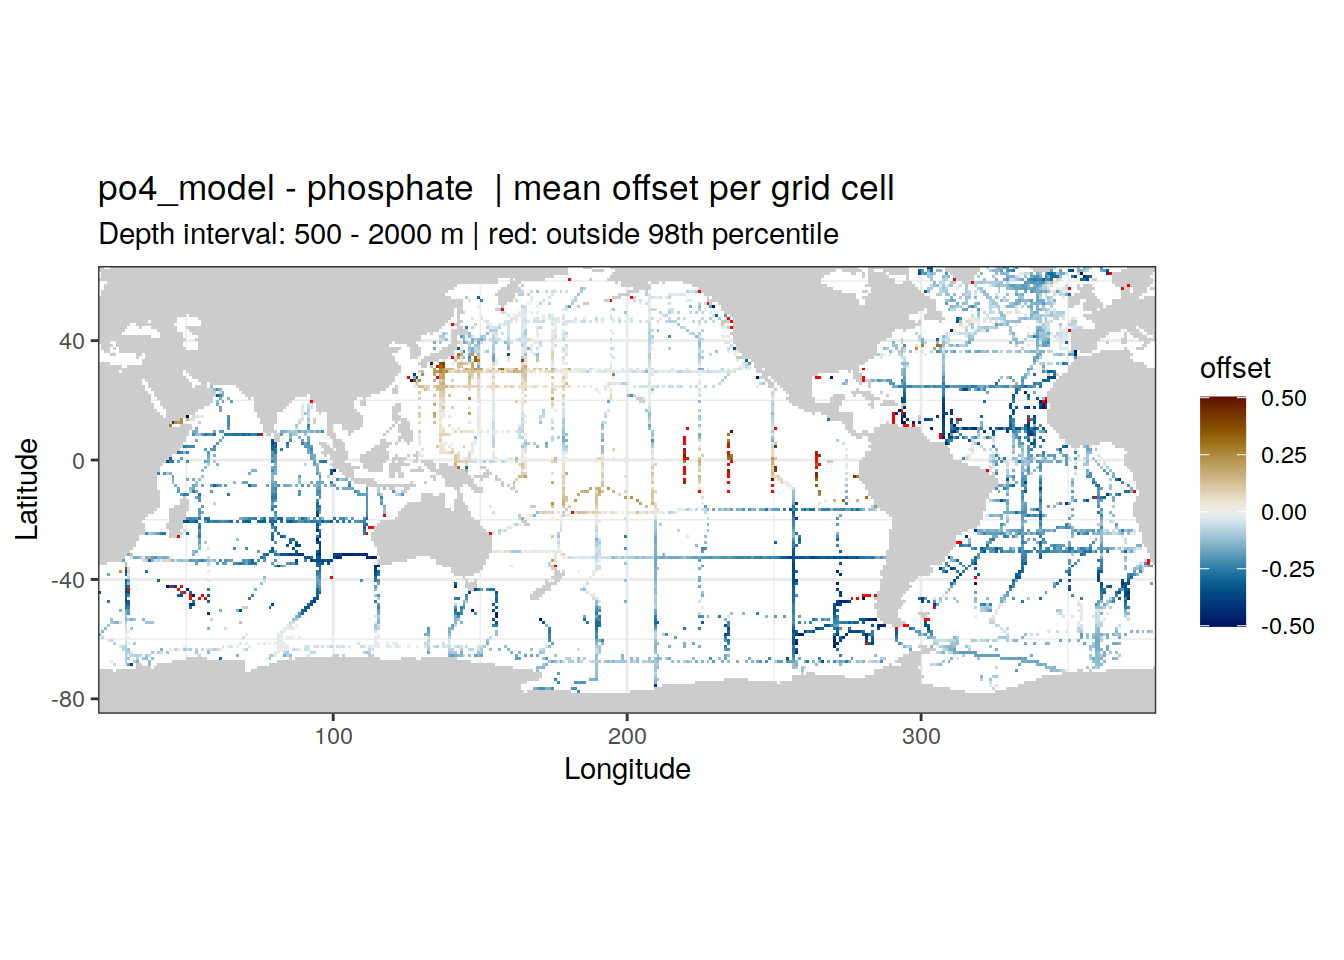 po4_model - phosphate | mean offset per grid cell
Depth interval: 500 - 2000 m | red: outside 98th percentile
Latitude
40
0
-40
-80
100
200
300
Longitude
offset
0.50
0.25
0.00
-0.25
-0.50